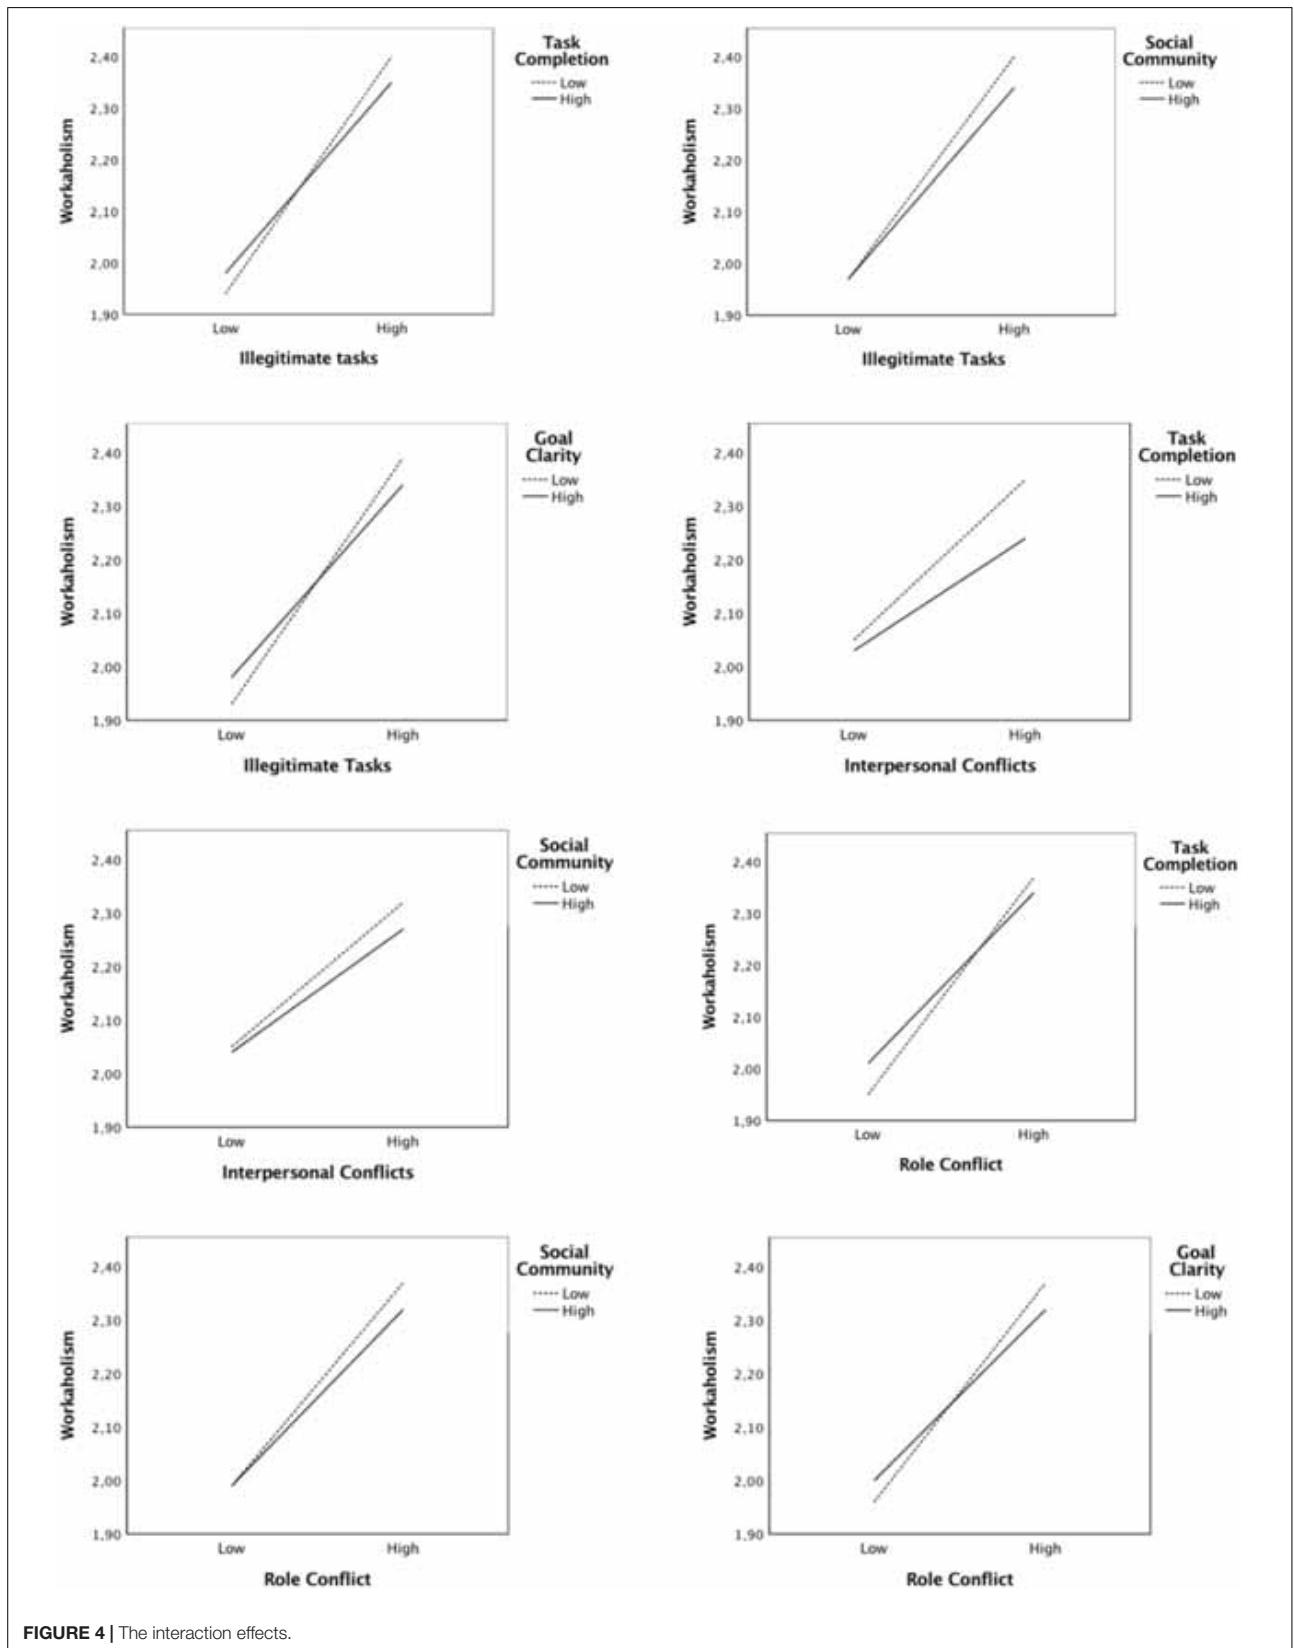 Task
Completion
Low
High
2,40
2,30
2,20
2,10
2,00
1,90
Workaholism
Low High
Illegitimate tasks
Social
Community
Low
High
2,40
2,30
2,20
2,10
2,00
1,90
Workaholism
Low High
Illegitimate Tasks
Goal
Clarity
Low
High
2,40
2,30
2,20
2,10
2,00
1,90
Workaholism
Low High
Illegitimate Tasks
Task
Completion
Low
High
2,40
2,30
2,20
2,10
2,00
1,90
Workaholism
Low High
Interpersonal Conflicts
Social
Community
Low
High
2,40
2,30
2,20
2,10
2,00
1,90
Workaholism
Low High
Interpersonal Conflicts
Task
Completion
Low
High
2,40
2,30
2,20
2,10
2,00
1,90
Workaholism
Low High
Role Conflict
Social
Community
Low
High
2,40
2,30
2,20
2,10
2,00
1,90
Workaholism
Low High
Role Conflict
Goal
Clarity
Low
High
2,40
2,30
2,20
2,10
2,00
1,90
Workaholism
Low High
Role Conflict
FIGURE 4 | The interaction effects.